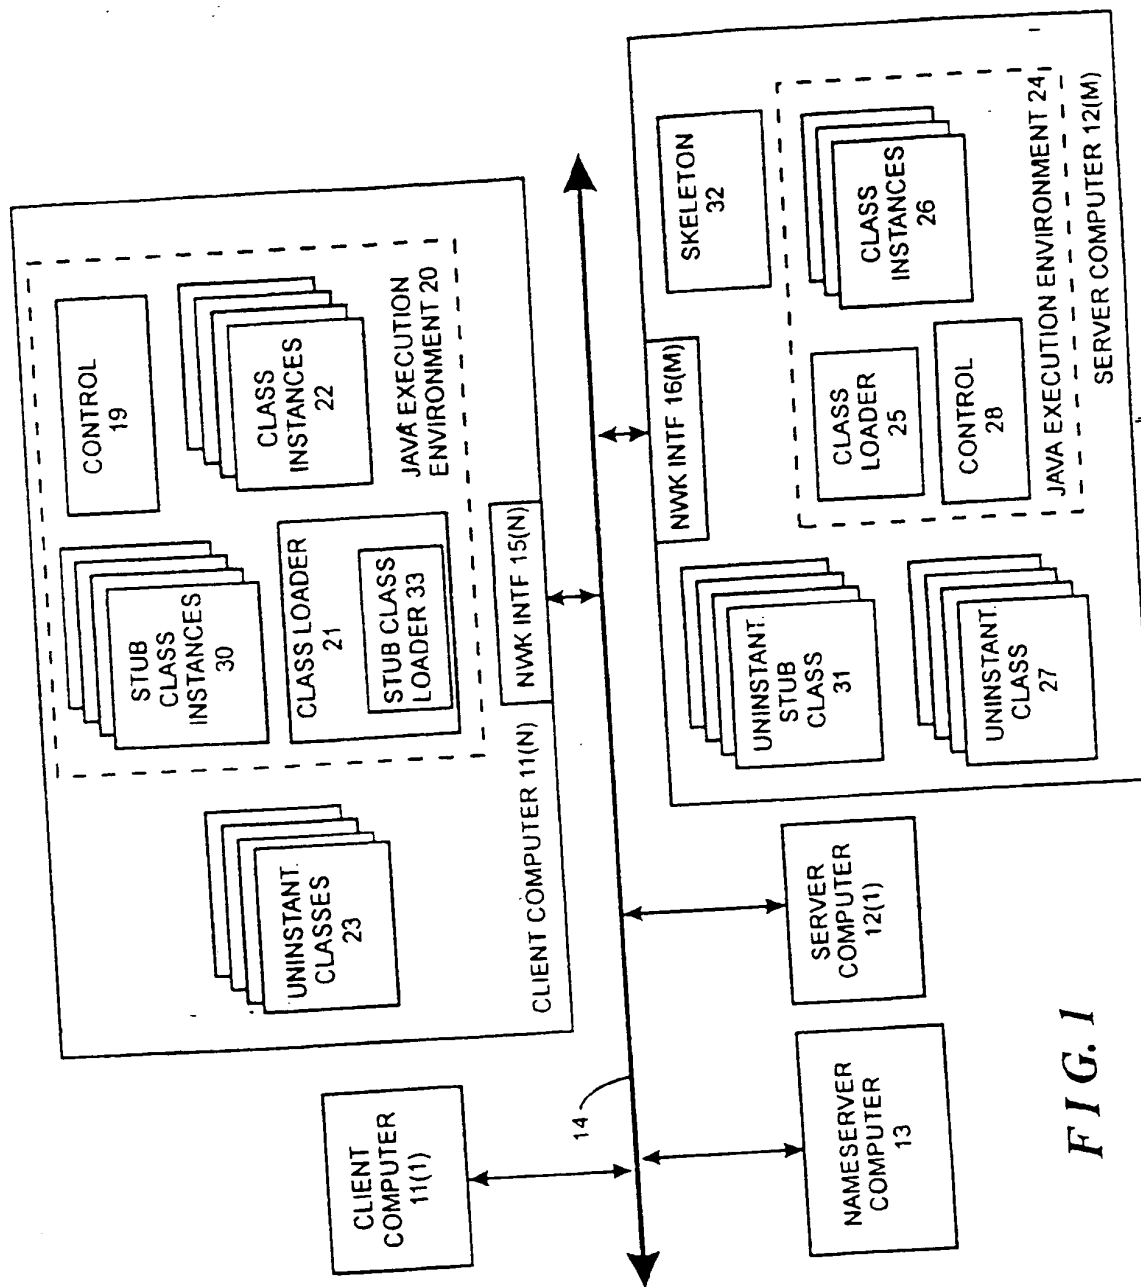 CLIENT
COMPUTER
11(1)
UNINSTANT.
CLASSES
23
STUB
CLASS
INSTANCES
30
CONTROL
19
CLASS LOADER
21
STUB CLASS
LOADER 33
CLASS
INSTANCES
22
JAVA EXECUTION
ENVIRONMENT 20
CLIENT COMPUTER 11(N)
NWK INTF 15(N)
14
NAMESERVER
COMPUTER
13
SERVER
COMPUTER
12(1)
NWK INTF 16(M)
SKELETON
32
UNINSTANT.
STUB
CLASS
31
CLASS
LOADER
25
CLASS
INSTANCES
26
UNINSTANT.
CLASS
27
CONTROL
28
JAVA EXECUTION ENVIRONMENT 24
SERVER COMPUTER 12(M)
FIG. 1